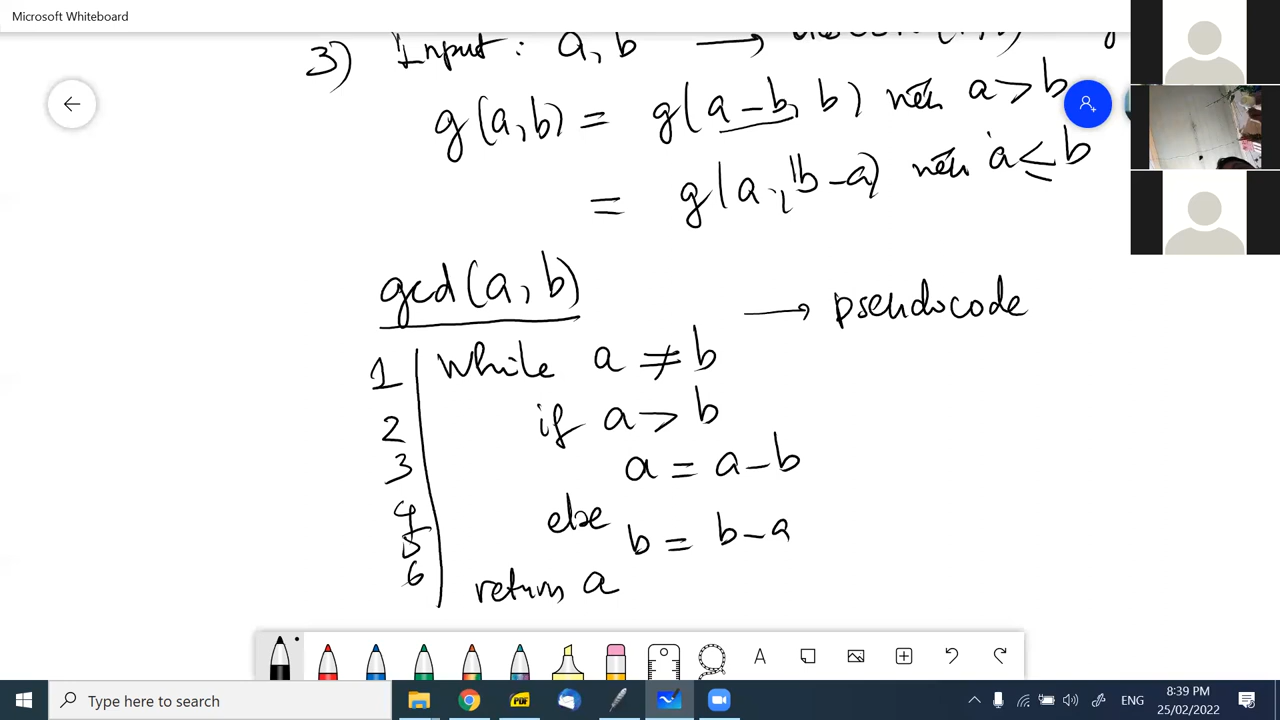 Microsoft Whiteboard
3) Input : a, b →
g(a,b) = g(a-b, b) nếu a > b
= g(a, b-a) nếu a ≤ b
gcd(a, b)
→ pseudocode
1 While a ≠ b
2 if a > b
3 a = a-b
4 else
5 b = b-a
6 return a
A
Type here to search
PDF
ENG
8:39 PM
25/02/2022